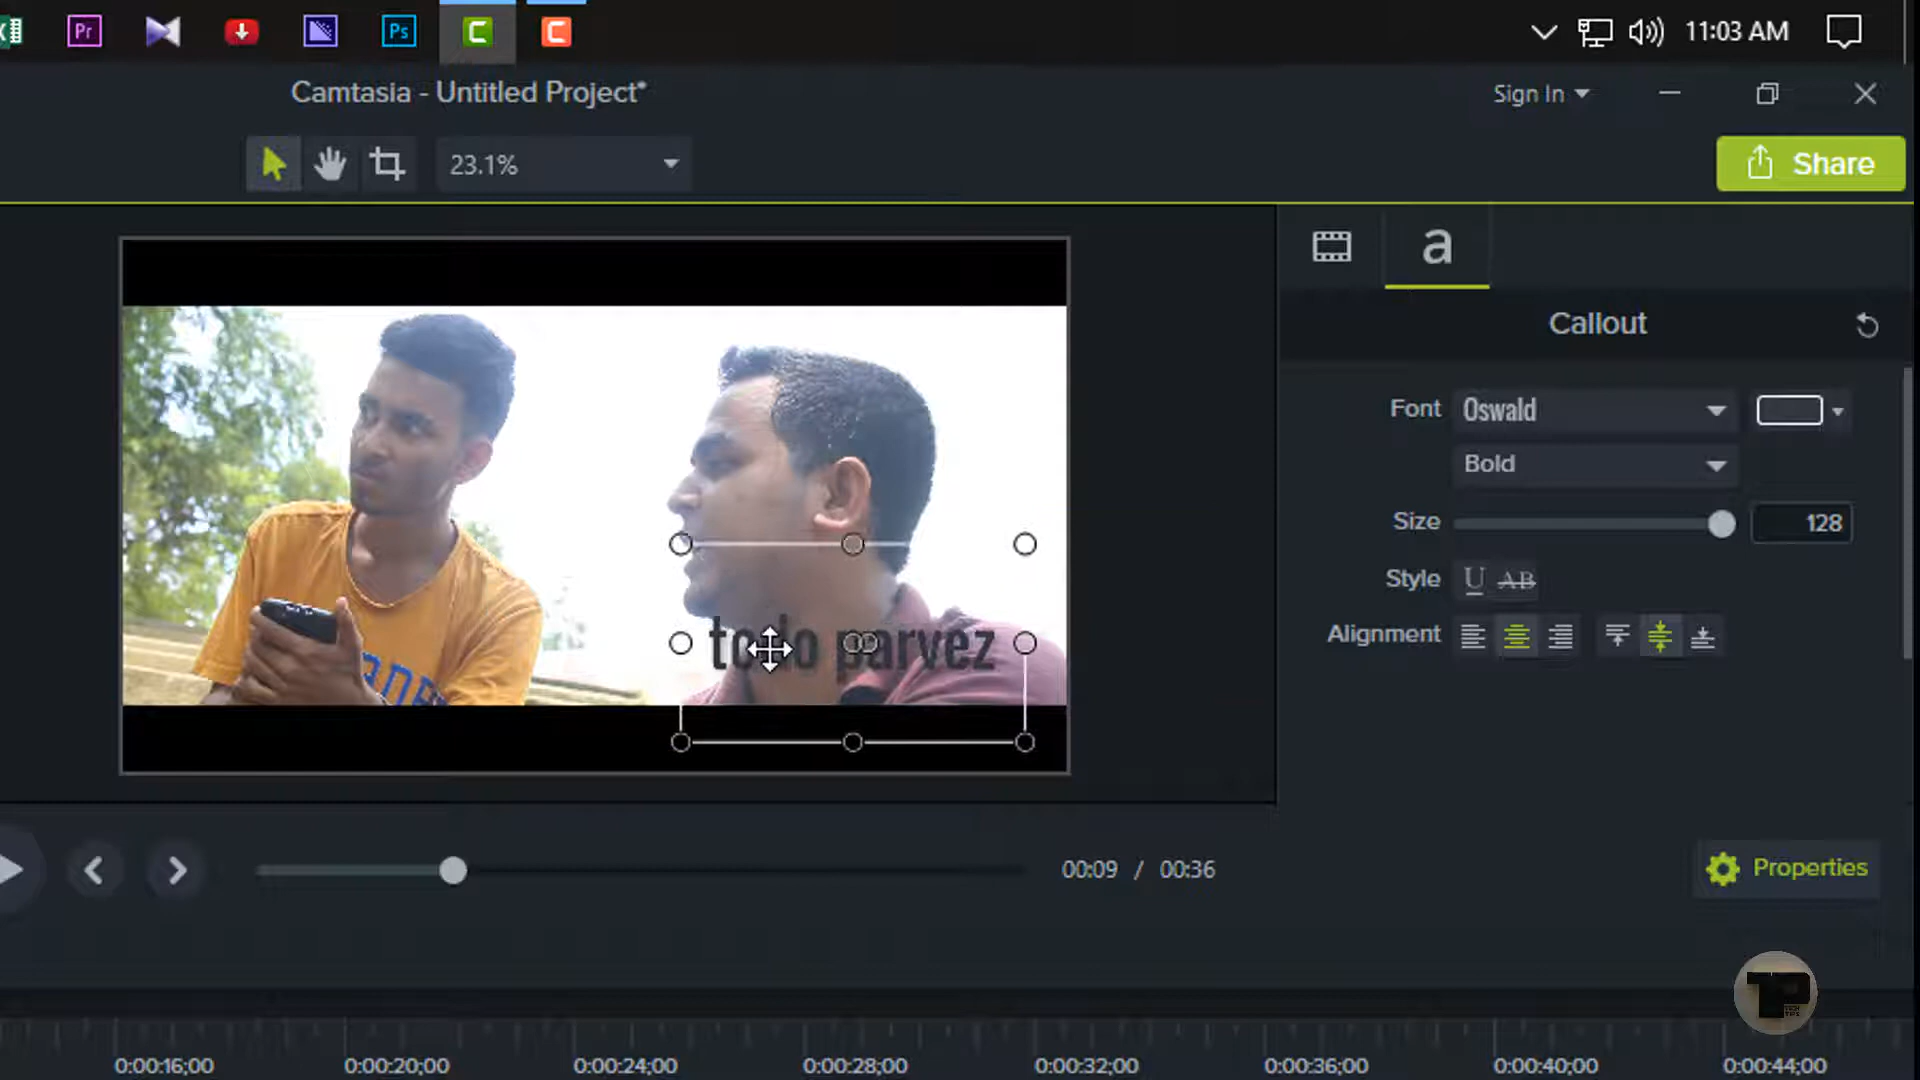 Pr
Ps
11:03 AM
Camtasia - Untitled Project*
Sign In
23.1%
Share
a
Callout
Font
Oswald
Bold
Size
128
Style
U AB
Alignment
parvez
00:09 / 00:36
Properties
TP
TECH
TIPS
0:00:16;00
0:00:20;00
0:00:24;00
0:00:28;00
0:00:32;00
0:00:36;00
0:00:40;00
0:00:44;00